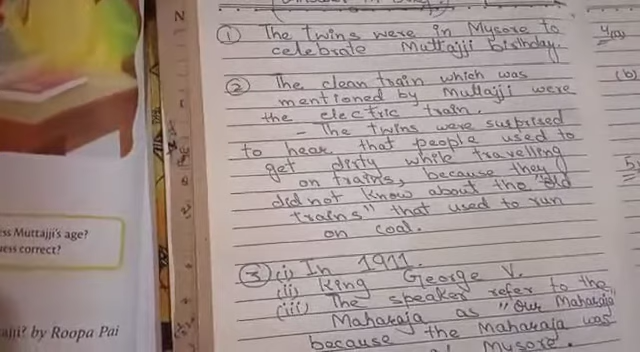 ① The twins were in Mysore to
celebrate Muttajji bisthday.
② The clean train which was
mentioned by Muttajji were
the electric train.
- The twins were susprised
to hear that people used to
get disty while travelling
on trains, because they
did not know about the "old
trains" that used to run
on coal.
③ (i) In 1911.
(ii) King George V.
(iii) The speaker refer to the
Maharaja as "Our Maharaja"
because the Maharaja was
Mysore.
ss Muttajji's age?
ess correct?
ajji? by Roopa Pai
(b)